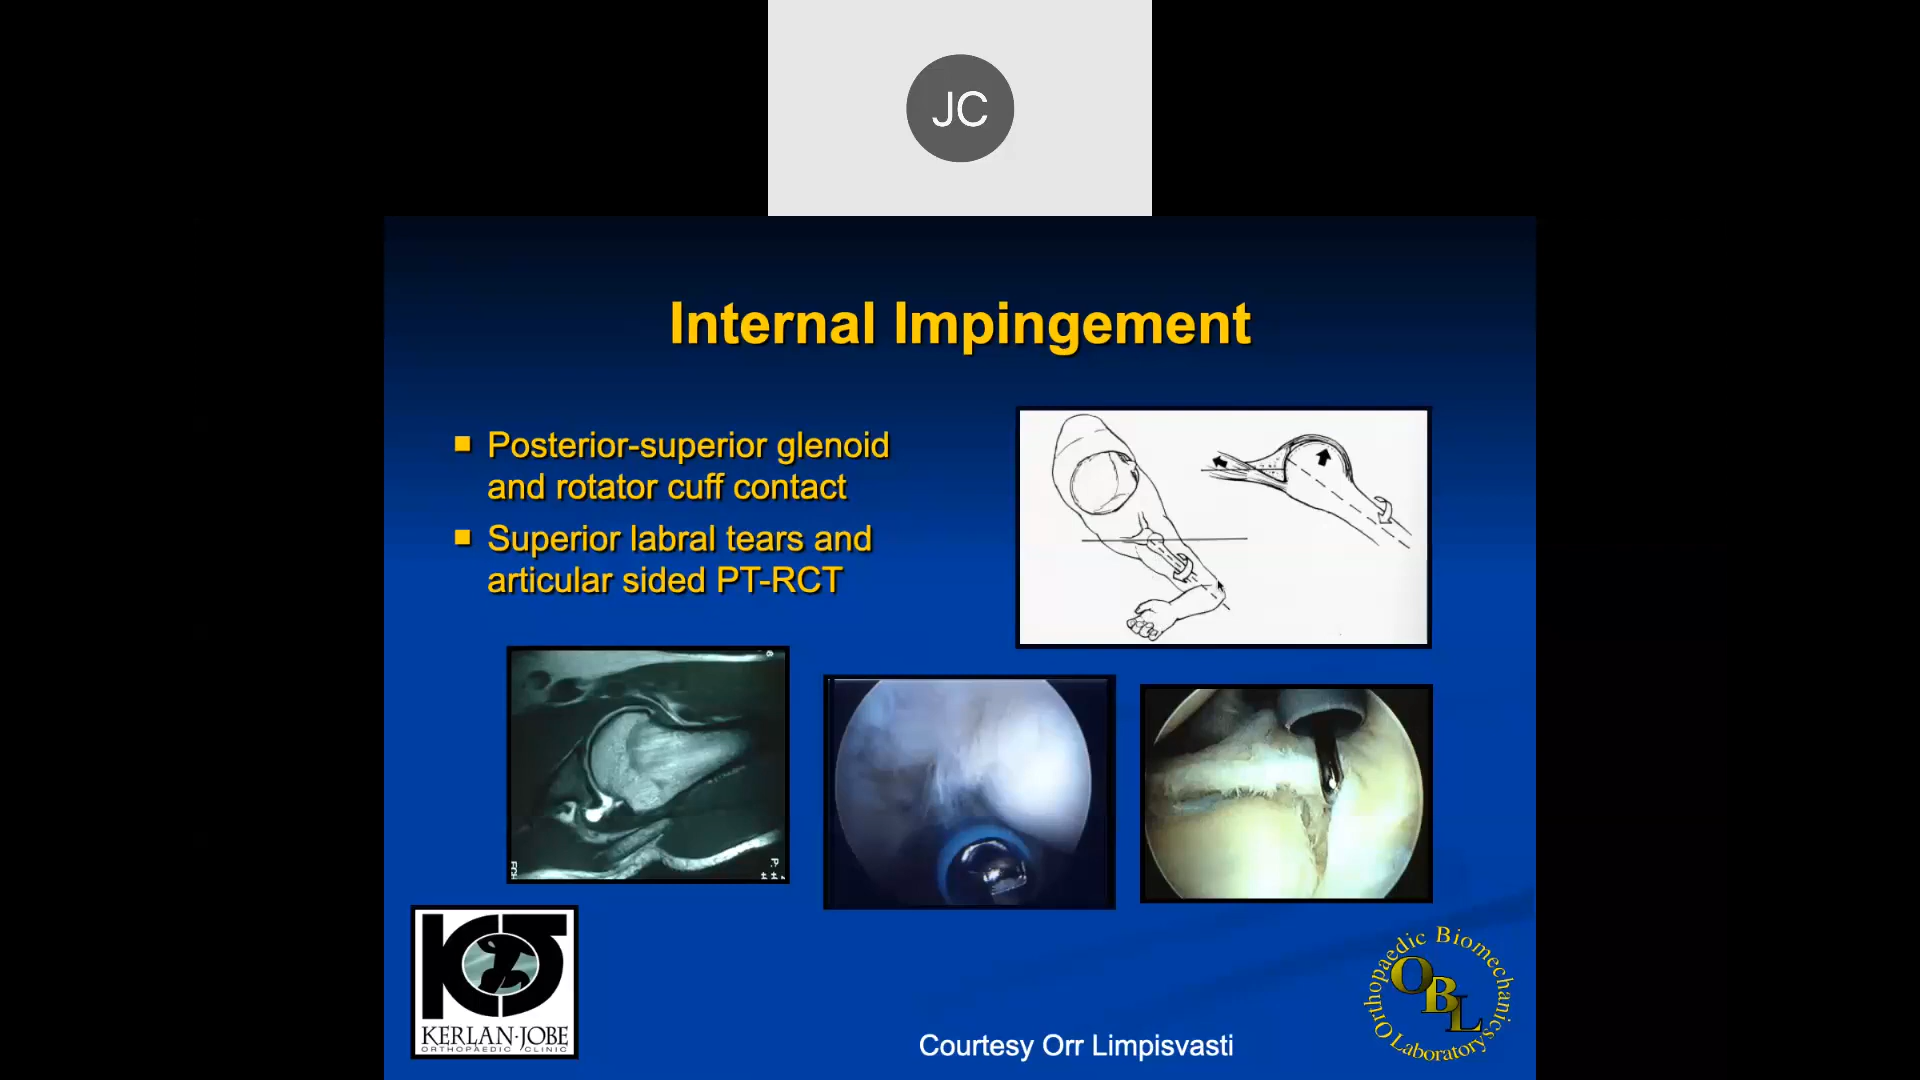 JC
Internal Impingement
Posterior-superior glenoid
and rotator cuff contact
Superior labral tears and
articular sided PT-RCT
KERLAN·JOBE
ORTHOPAEDIC CLINIC
Courtesy Orr Limpisvasti
Orthopaedic Biomechanics Laboratory
OBL